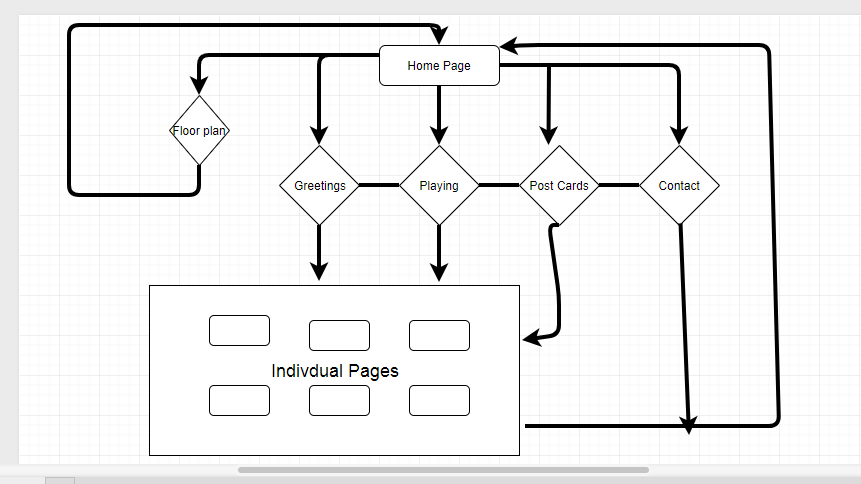 Home Page
Floor plan
Greetings
Playing
Post Cards
Contact
Indivdual Pages